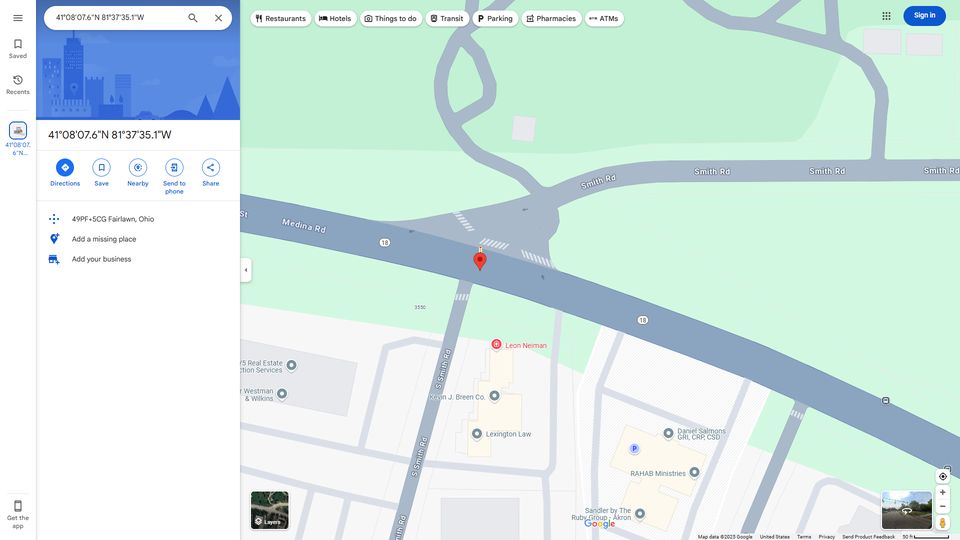 41°08'07.6"N 81°37'35.1"W
Restaurants
Hotels
Things to do
Transit
Parking
Pharmacies
ATMs
Sign in
Saved
Recents
41°08'07.
6"N...
41°08'07.6"N 81°37'35.1"W
Directions
Save
Nearby
Send to
phone
Share
49PF+5CG Fairlawn, Ohio
Add a missing place
Add your business
Get the
app
Smith Rd
Smith Rd
Smith Rd
Smith Rd
St
Medina Rd
18
18
3550
S Smith Rd
S Smith Rd
Leon Neiman
Kevin J. Breen Co.
Lexington Law
Real Estate
ction Services
r Westman
& Wilkins
Daniel Salmons
GRI, CRP, CSD
P
RAHAB Ministries
Sandler by The
Ruby Group - Akron
th Rd
Layers
Google
Map data ©2025 Google
United States
Terms
Privacy
Send Product Feedback
50 ft